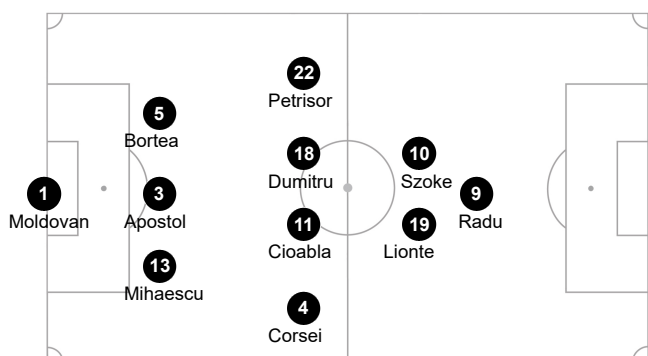 22
Petrisor
5
Bortea
18
Dumitru
10
Szoke
1
Moldovan
3
Apostol
9
Radu
11
Cioabla
19
Lionte
13
Mihaescu
4
Corsei